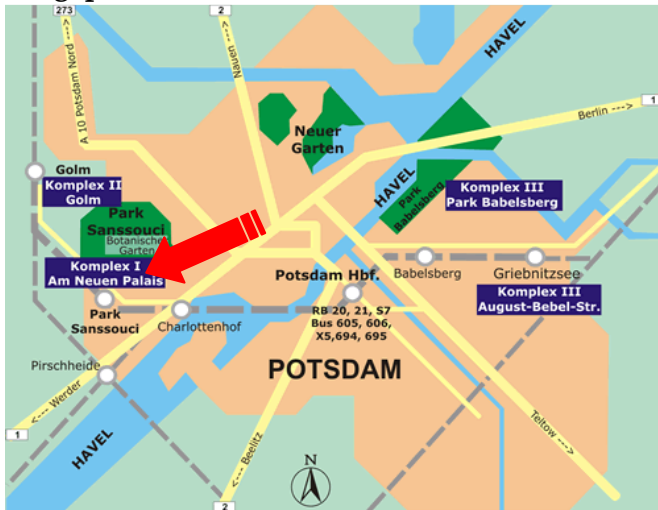 273
2
HAVEL
A 10 Potsdam Nord
Nauen
1
Berlin --->
Neuer
Garten
Golm
Komplex II
Golm
HAVEL
Park
Babelsberg
Komplex III
Park Babelsberg
Park
Sanssouci
Botanischer
Garten
Komplex I
Am Neuen Palais
Potsdam Hbf.
Babelsberg
Griebnitzsee
Komplex III
August-Bebel-Str.
Park
Sanssouci
Charlottenhof
RB 20, 21, S7
Bus 605, 606,
X5,694, 695
Pirschheide
POTSDAM
<--- Werder
1
HAVEL
<--- Beelitz
Teltow --->
N
2